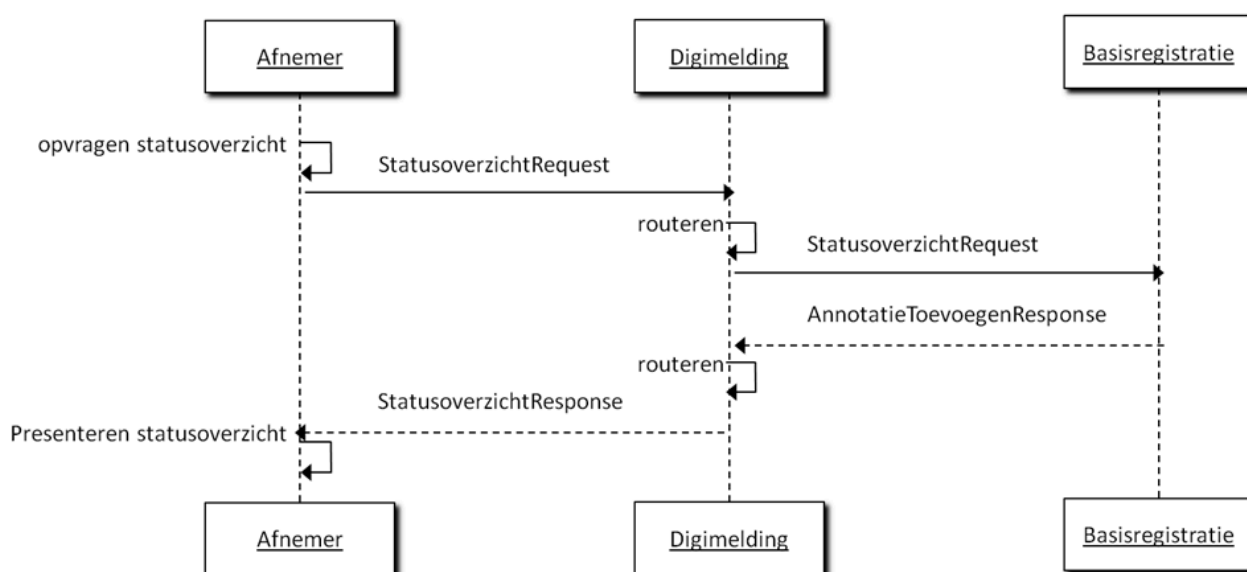 Afnemer
Digimelding
Basisregistratie
opvragen statusoverzicht
StatusoverzichtRequest
routeren
StatusoverzichtRequest
AnnotatieToevoegenResponse
routeren
StatusoverzichtResponse
Presenteren statusoverzicht
Afnemer
Digimelding
Basisregistratie